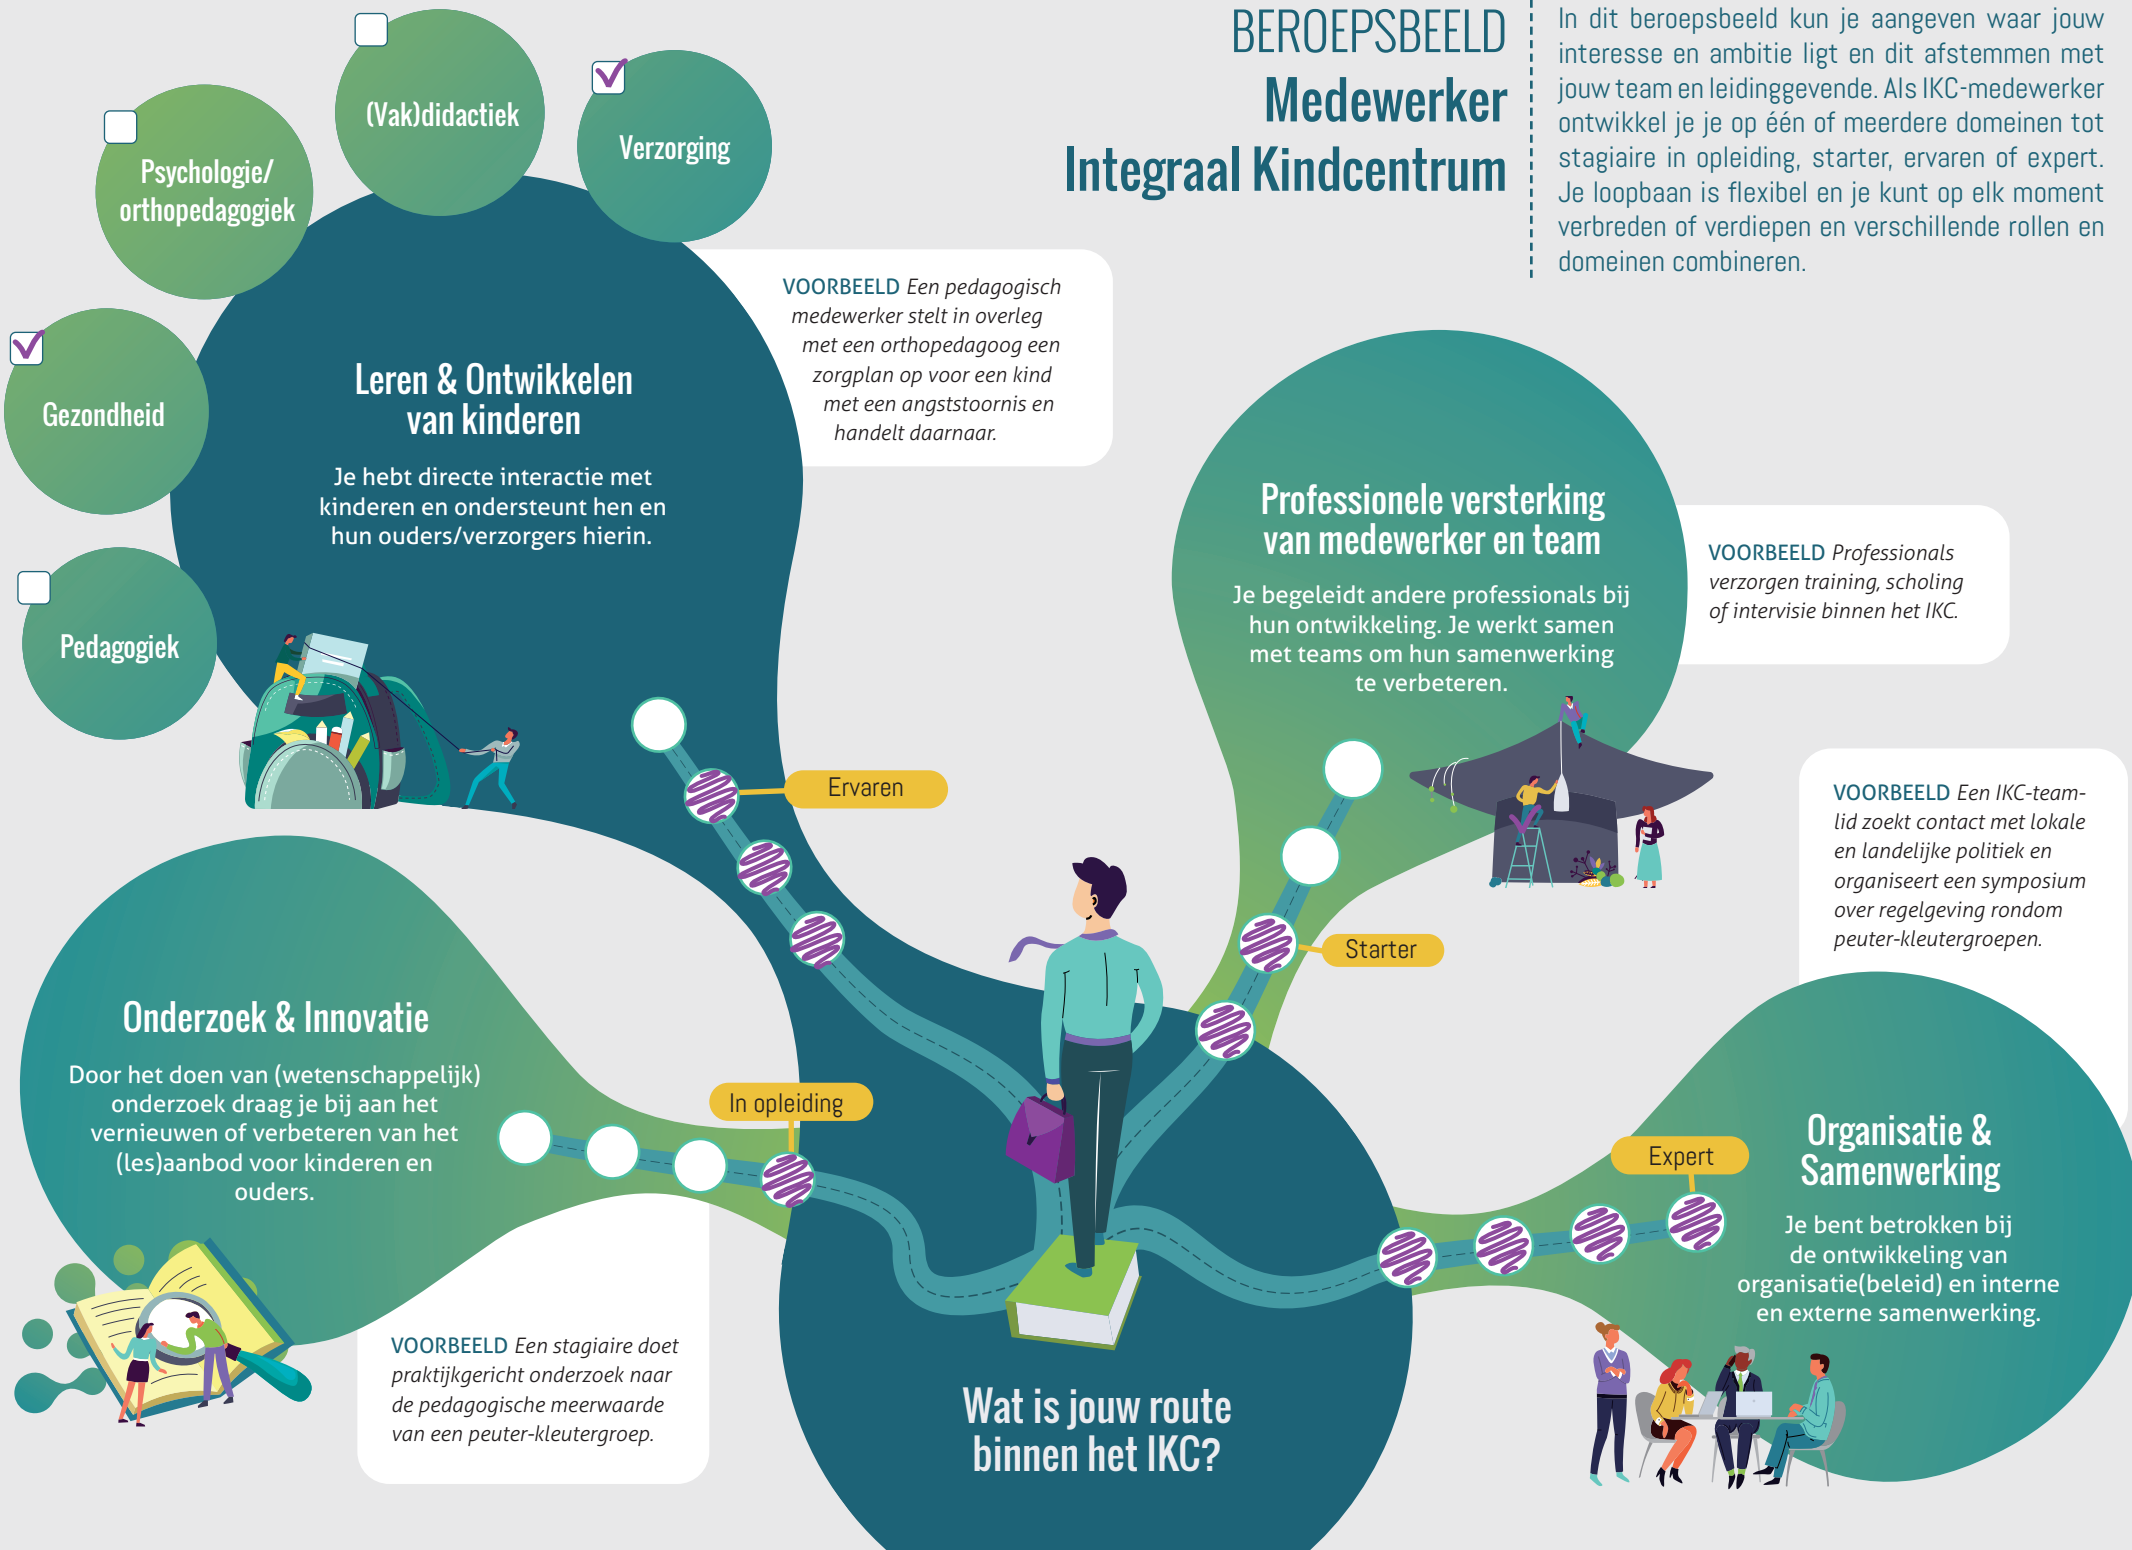 BEROEPSBEELD
Medewerker
Integraal Kindcentrum
In dit beroepsbeeld kun je aangeven waar jouw
interesse en ambitie ligt en dit afstemmen met
jouw team en leidinggevende. Als IKC-medewerker
ontwikkel je je op één of meerdere domeinen tot
stagiaire in opleiding, starter, ervaren of expert.
Je loopbaan is flexibel en je kunt op elk moment
verbreden of verdiepen en verschillende rollen en
domeinen combineren.
(Vak)didactiek
Verzorging
Psychologie/
orthopedagogiek
Gezondheid
Pedagogiek
Leren & Ontwikkelen
van kinderen
Je hebt directe interactie met
kinderen en ondersteunt hen en
hun ouders/verzorgers hierin.
VOORBEELD Een pedagogisch
medewerker stelt in overleg
met een orthopedagoog een
zorgplan op voor een kind
met een angststoornis en
handelt daarnaar.
Ervaren
Professionele versterking
van medewerker en team
Je begeleidt andere professionals bij
hun ontwikkeling. Je werkt samen
met teams om hun samenwerking
te verbeteren.
VOORBEELD Professionals
verzorgen training, scholing
of intervisie binnen het IKC.
Starter
VOORBEELD Een IKC-team-
lid zoekt contact met lokale
en landelijke politiek en
organiseert een symposium
over regelgeving rondom
peuter-kleutergroepen.
Onderzoek & Innovatie
Door het doen van (wetenschappelijk)
onderzoek draag je bij aan het
vernieuwen of verbeteren van het
(les)aanbod voor kinderen en
ouders.
In opleiding
VOORBEELD Een stagiaire doet
praktijkgericht onderzoek naar
de pedagogische meerwaarde
van een peuter-kleutergroep.
Expert
Organisatie &
Samenwerking
Je bent betrokken bij
de ontwikkeling van
organisatie(beleid) en interne
en externe samenwerking.
Wat is jouw route
binnen het IKC?